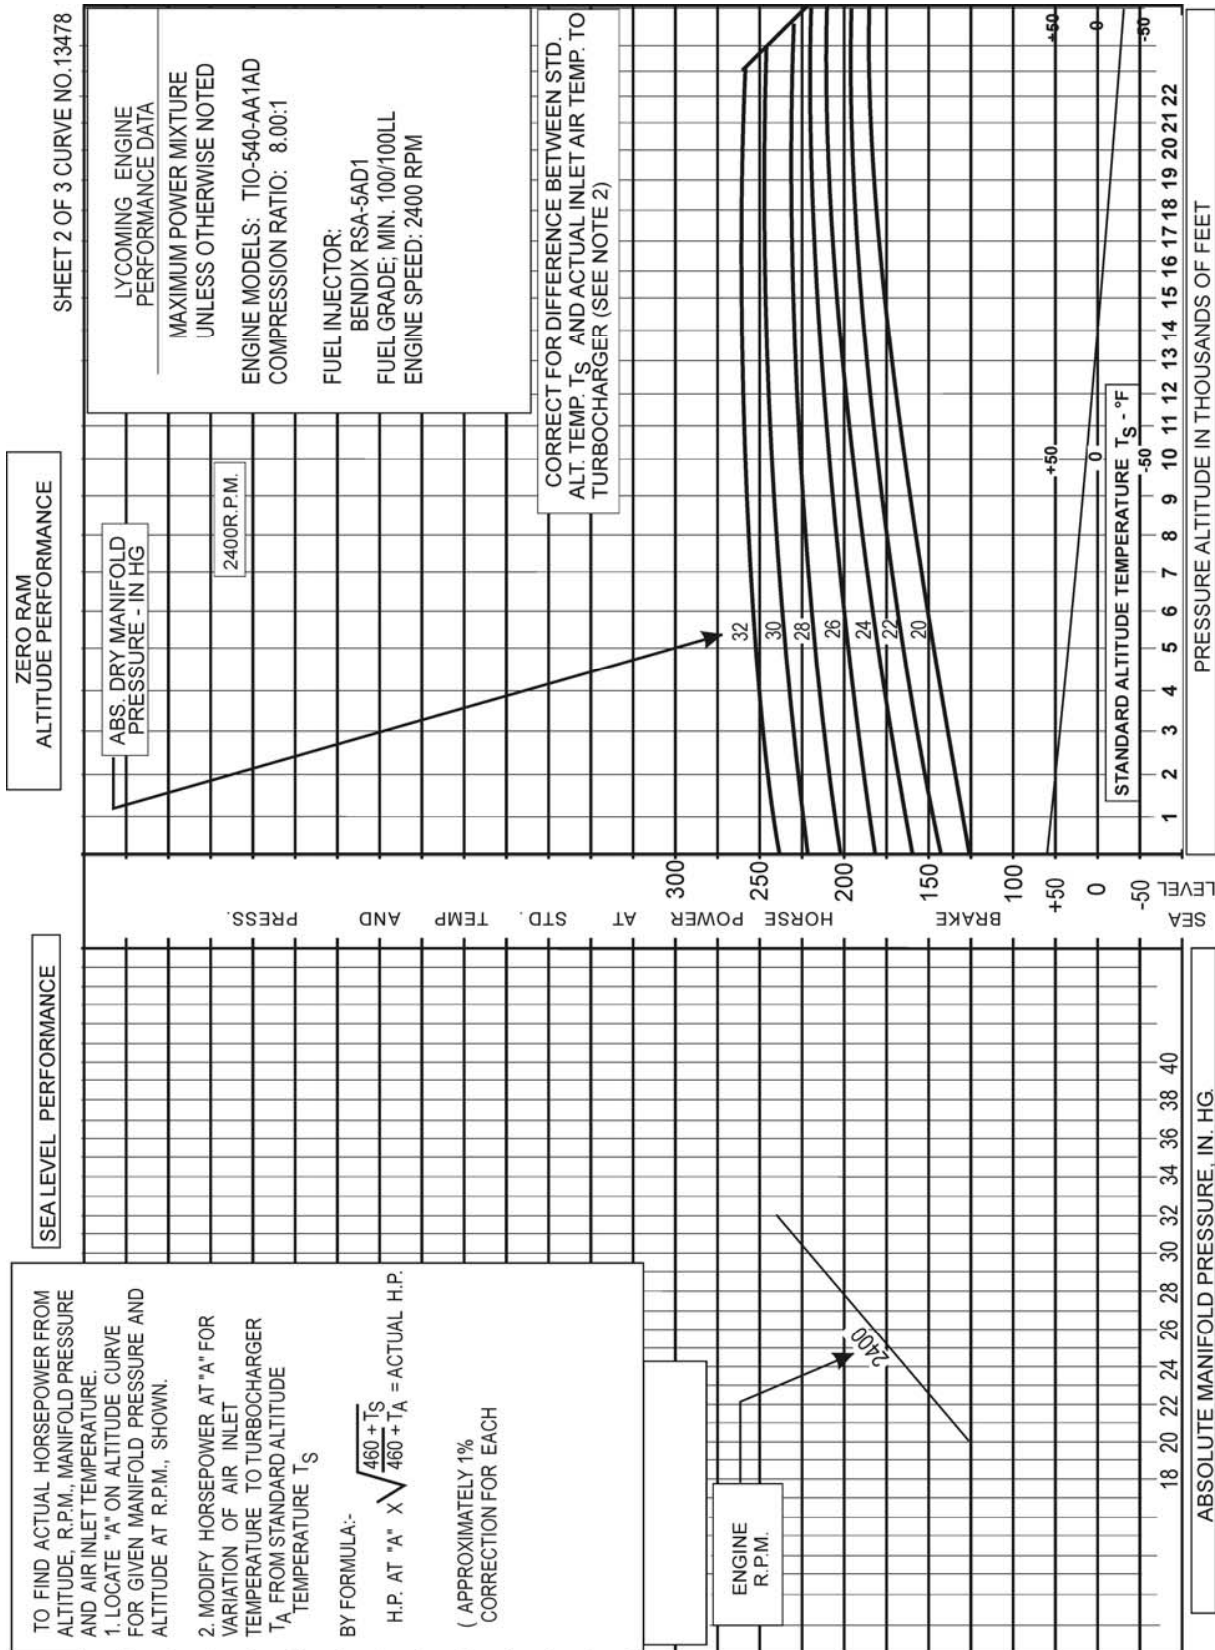 SHEET 2 OF 3 CURVE NO.13478
ZERO RAM
ALTITUDE PERFORMANCE
SEA LEVEL PERFORMANCE
TO FIND ACTUAL HORSEPOWER FROM
ALTITUDE, R.P.M., MANIFOLD PRESSURE
AND AIR INLET TEMPERATURE.
1. LOCATE "A" ON ALTITUDE CURVE
FOR GIVEN MANIFOLD PRESSURE AND
ALTITUDE AT R.P.M., SHOWN.
2. MODIFY HORSEPOWER AT "A" FOR
VARIATION OF AIR INLET
TEMPERATURE TO TURBOCHARGER
TA FROM STANDARD ALTITUDE
TEMPERATURE TS
BY FORMULA:-
H.P. AT "A" X √ 460 + TS / 460 + TA = ACTUAL H.P.
( APPROXIMATELY 1%
CORRECTION FOR EACH
ENGINE
R.P.M.
2400
18 20 22 24 26 28 30 32 34 36 38 40
ABSOLUTE MANIFOLD PRESSURE, IN. HG.
BRAKE HORSE POWER AT STD. TEMP AND PRESS.
300
250
200
150
100
+50
0
-50
SEA LEVEL
ABS. DRY MANIFOLD
PRESSURE - IN HG
2400R.P.M.
LYCOMING ENGINE
PERFORMANCE DATA
MAXIMUM POWER MIXTURE
UNLESS OTHERWISE NOTED
ENGINE MODELS: TIO-540-AA1AD
COMPRESSION RATIO: 8.00:1
FUEL INJECTOR:
BENDIX RSA-5AD1
FUEL GRADE; MIN. 100/100LL
ENGINE SPEED: 2400 RPM
CORRECT FOR DIFFERENCE BETWEEN STD.
ALT. TEMP. TS AND ACTUAL INLET AIR TEMP. TO
TURBOCHARGER (SEE NOTE 2)
32
30
28
26
24
22
20
+50
0
-50
+50
0
-50
STANDARD ALTITUDE TEMPERATURE TS - °F
1 2 3 4 5 6 7 8 9 10 11 12 13 14 15 16 17 18 19 20 21 22
PRESSURE ALTITUDE IN THOUSANDS OF FEET